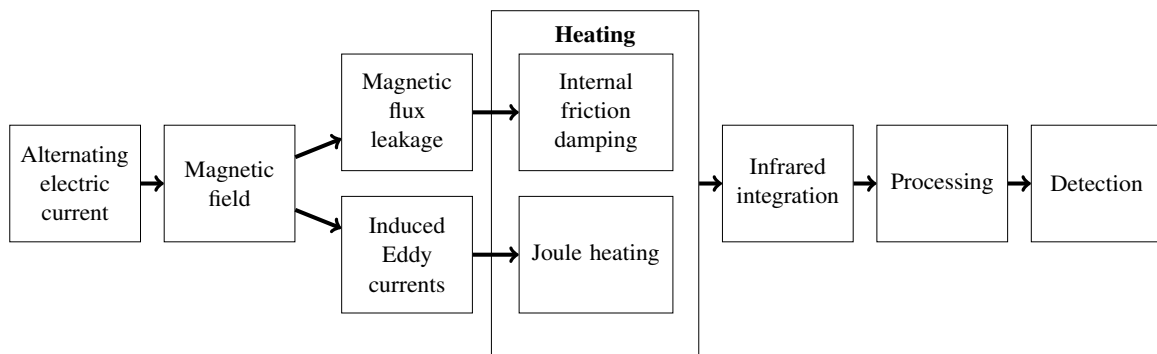 Alternating
electric
current
Magnetic
field
Magnetic
flux
leakage
Induced
Eddy
currents
Heating
Internal
friction
damping
Joule heating
Infrared
integration
Processing
Detection